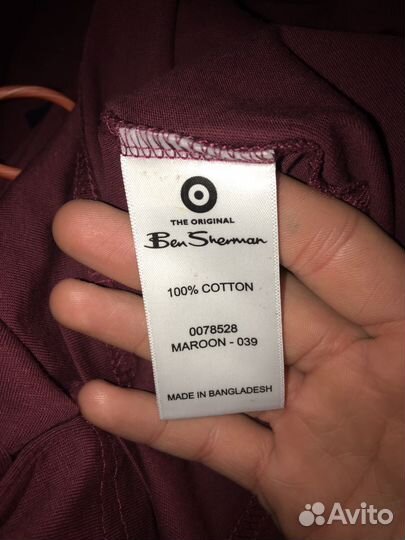 THE ORIGINAL
Ben Sherman
100% COTTON
0078528
MAROON - 039
MADE IN BANGLADESH
Avito